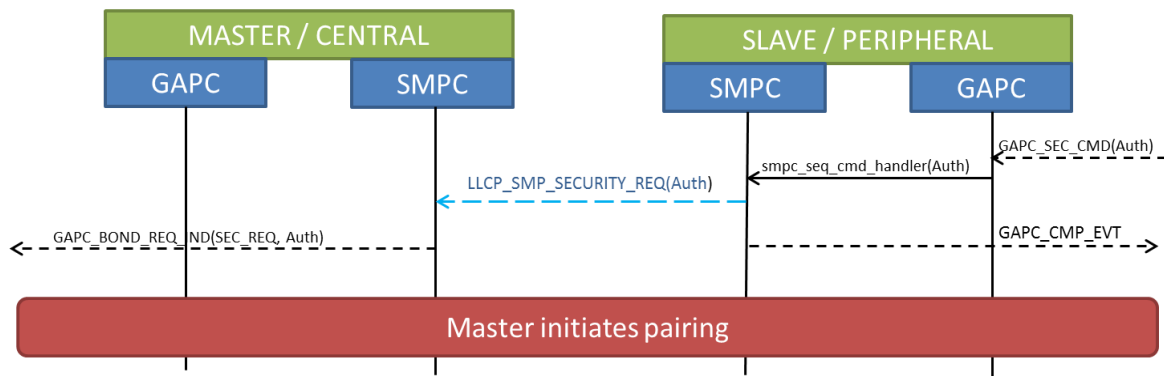 MASTER / CENTRAL
SLAVE / PERIPHERAL
GAPC
SMPC
SMPC
GAPC
GAPC_SEC_CMD(Auth)
smpc_seq_cmd_handler(Auth)
LLCP_SMP_SECURITY_REQ(Auth)
GAPC_BOND_REQ_IND(SEC_REQ, Auth)
GAPC_CMP_EVT
Master initiates pairing